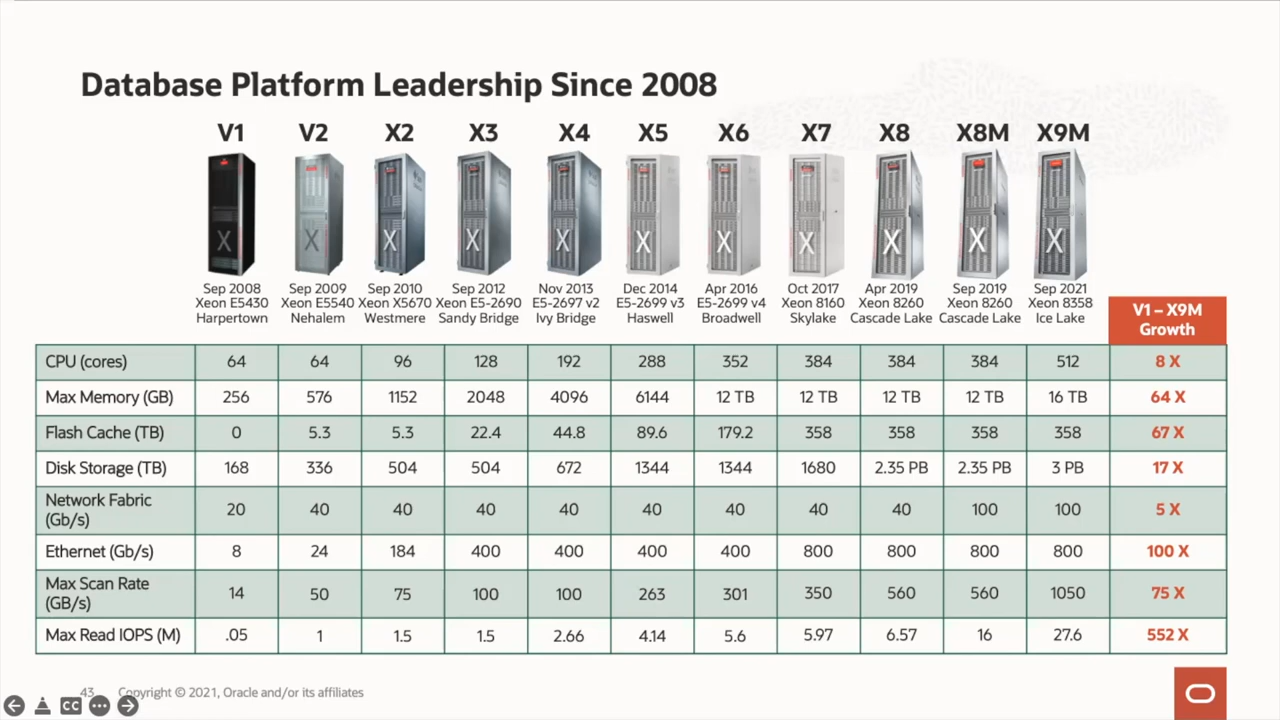 Database Platform Leadership Since 2008
V1 V2 X2 X3 X4 X5 X6 X7 X8 X8M X9M
X X X X X X X X X X X
Sep 2008 Sep 2009 Sep 2010 Sep 2012 Nov 2013 Dec 2014 Apr 2016 Oct 2017 Apr 2019 Sep 2019 Sep 2021
Xeon E5430 Xeon E5540 Xeon X5670 Xeon E5-2690 E5-2697 v2 E5-2699 v3 E5-2699 v4 Xeon 8160 Xeon 8260 Xeon 8260 Xeon 8358
Harpertown Nehalem Westmere Sandy Bridge Ivy Bridge Haswell Broadwell Skylake Cascade Lake Cascade Lake Ice Lake
V1 – X9M
Growth
CPU (cores) 64 64 96 128 192 288 352 384 384 384 512 8 X
Max Memory (GB) 256 576 1152 2048 4096 6144 12 TB 12 TB 12 TB 12 TB 16 TB 64 X
Flash Cache (TB) 0 5.3 5.3 22.4 44.8 89.6 179.2 358 358 358 358 67 X
Disk Storage (TB) 168 336 504 504 672 1344 1344 1680 2.35 PB 2.35 PB 3 PB 17 X
Network Fabric
(Gb/s) 20 40 40 40 40 40 40 40 40 100 100 5 X
Ethernet (Gb/s) 8 24 184 400 400 400 400 800 800 800 800 100 X
Max Scan Rate
(GB/s) 14 50 75 100 100 263 301 350 560 560 1050 75 X
Max Read IOPS (M) .05 1 1.5 1.5 2.66 4.14 5.6 5.97 6.57 16 27.6 552 X
43 Copyright © 2021, Oracle and/or its affiliates
CC